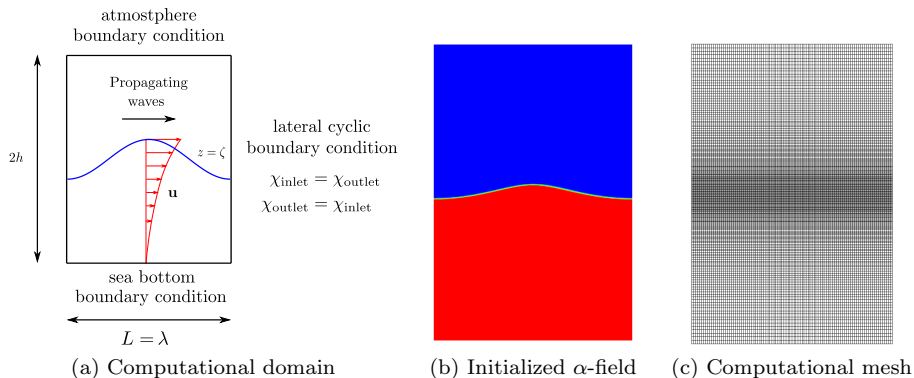 atmostphere
boundary condition
Propagating
waves
2h
z = ζ
u
lateral cyclic
boundary condition
χinlet = χoutlet
χoutlet = χinlet
sea bottom
boundary condition
L = λ
(a) Computational domain
(b) Initialized α-field
(c) Computational mesh